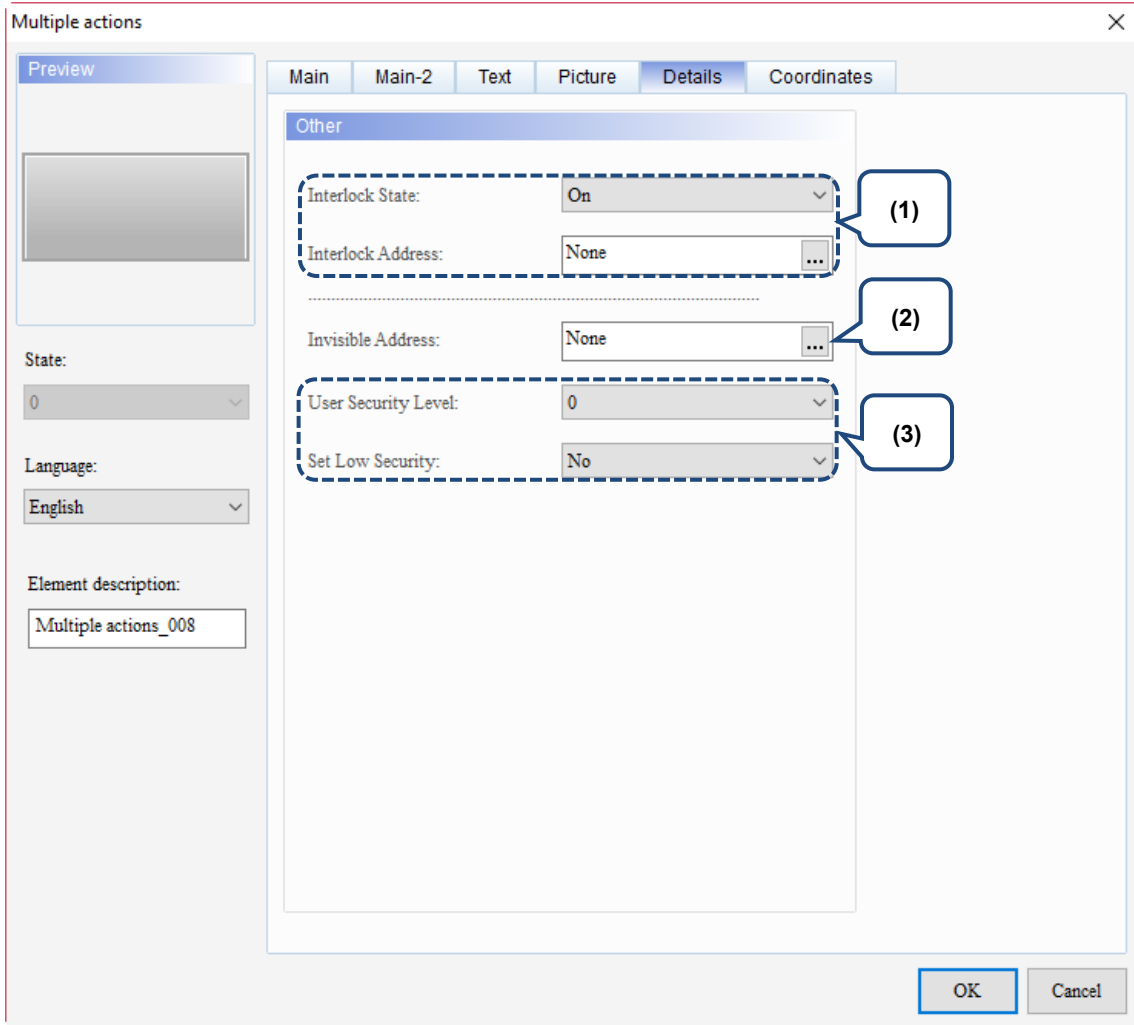 Multiple actions
Preview
Main Main-2 Text Picture Details Coordinates
Other
Interlock State: On
(1)
Interlock Address: None ...
(2)
Invisible Address: None ...
State:
0
User Security Level: 0
(3)
Set Low Security: No
Language:
English
Element description:
Multiple actions_008
OK Cancel